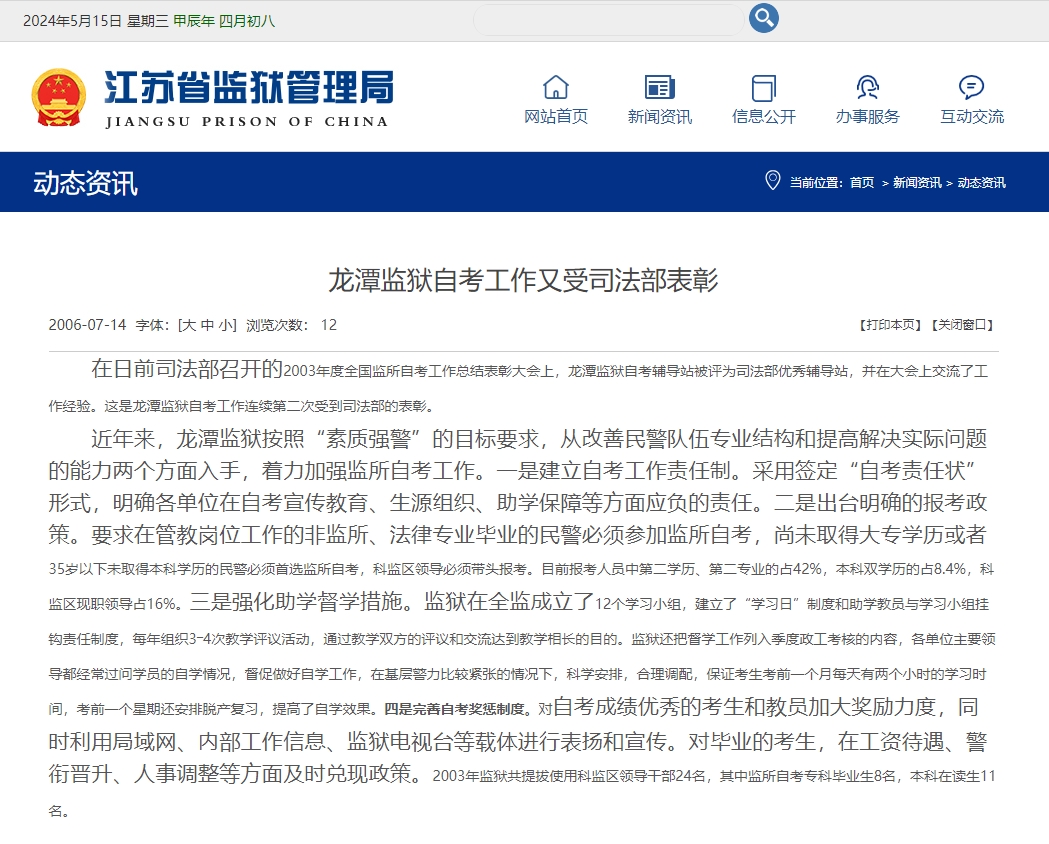 2024年5月15日 星期三 甲辰年 四月初八
江苏省监狱管理局
JIANGSU PRISON OF CHINA
网站首页 新闻资讯 信息公开 办事服务 互动交流
动态资讯
当前位置：首页 > 新闻资讯 > 动态资讯
龙潭监狱自考工作又受司法部表彰
2006-07-14 字体：[大 中 小] 浏览次数： 12
【打印本页】【关闭窗口】
在日前司法部召开的2003年度全国监所自考工作总结表彰大会上，龙潭监狱自考辅导站被评为司法部优秀辅导站，并在大会上交流了工
作经验。这是龙潭监狱自考工作连续第二次受到司法部的表彰。
近年来，龙潭监狱按照“素质强警”的目标要求，从改善民警队伍专业结构和提高解决实际问题
的能力两个方面入手，着力加强监所自考工作。一是建立自考工作责任制。采用签定“自考责任状”
形式，明确各单位在自考宣传教育、生源组织、助学保障等方面应负的责任。二是出台明确的报考政
策。要求在管教岗位工作的非监所、法律专业毕业的民警必须参加监所自考，尚未取得大专学历或者
35岁以下未取得本科学历的民警必须首选监所自考，科监区领导必须带头报考。目前报考人员中第二学历、第二专业的占42%，本科双学历的占8.4%，科
监区现职领导占16%。三是强化助学督学措施。监狱在全监成立了12个学习小组，建立了“学习日”制度和助学教员与学习小组挂
钩责任制度，每年组织3-4次教学评议活动，通过教学双方的评议和交流达到教学相长的目的。监狱还把督学工作列入季度政工考核的内容，各单位主要领
导都经常过问学员的自学情况，督促做好自学工作，在基层警力比较紧张的情况下，科学安排，合理调配，保证考生考前一个月每天有两个小时的学习时
间，考前一个星期还安排脱产复习，提高了自学效果。四是完善自考奖惩制度。对自考成绩优秀的考生和教员加大奖励力度，同
时利用局域网、内部工作信息、监狱电视台等载体进行表扬和宣传。对毕业的考生，在工资待遇、警
衔晋升、人事调整等方面及时兑现政策。2003年监狱共提拔使用科监区领导干部24名，其中监所自考专科毕业生8名，本科在读生11
名。